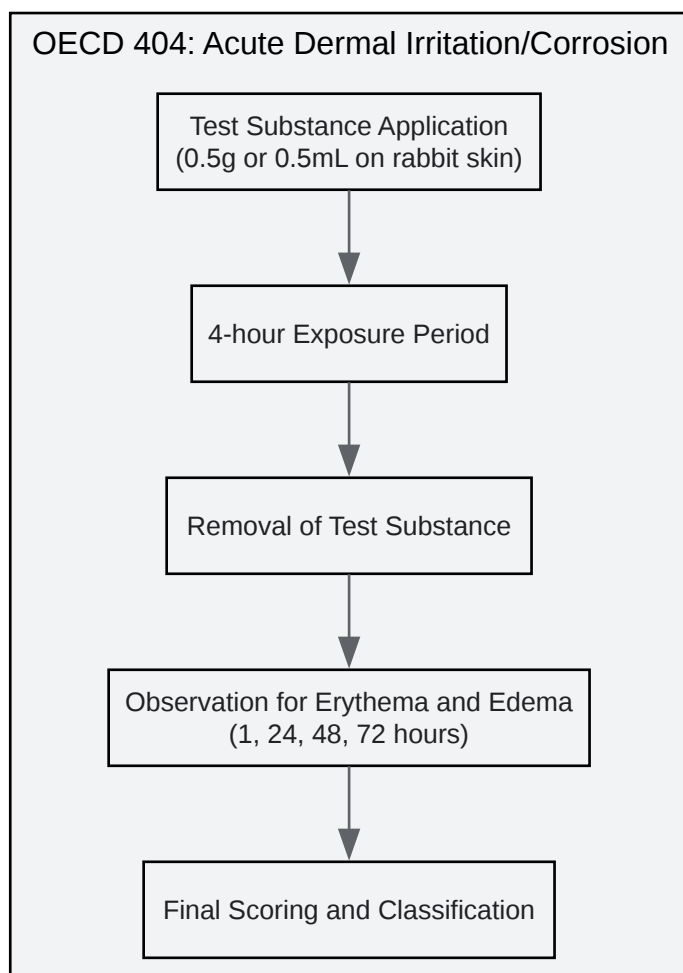 OECD 404: Acute Dermal Irritation/Corrosion
Test Substance Application
(0.5g or 0.5mL on rabbit skin)
4-hour Exposure Period
Removal of Test Substance
Observation for Erythema and Edema
(1, 24, 48, 72 hours)
Final Scoring and Classification